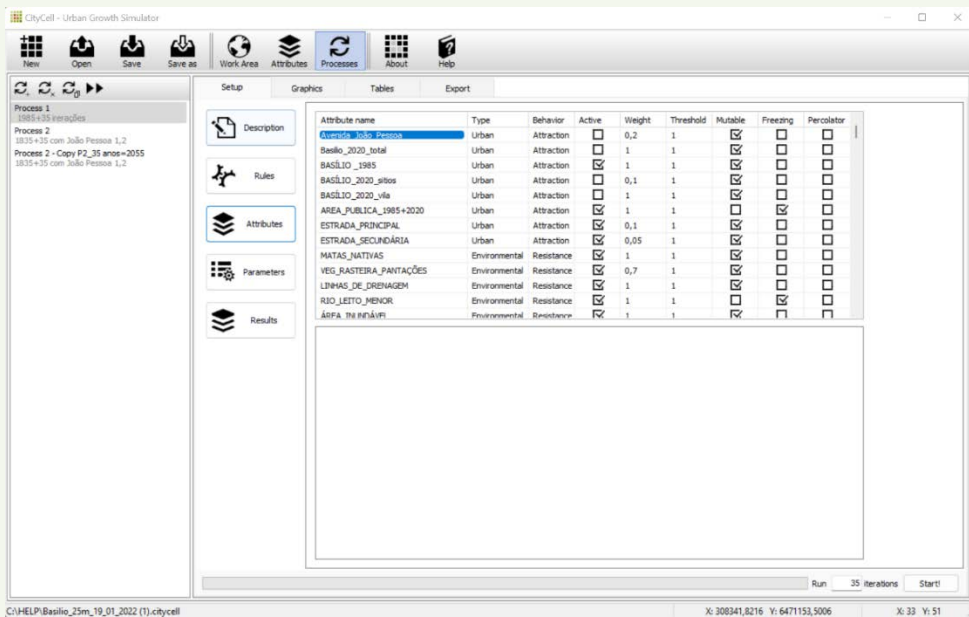 CityCell - Urban Growth Simulator
New Open Save Save as Work Area Attributes Processes About Help
Setup Graphics Tables Export
Process 1
1985+35 irerações
Process 2
1835+35 com João Pessoa 1,2
Process 2 - Copy P2_35 anos=2055
1835+35 com João Pessoa 1,2
Description
Rules
Attributes
Parameters
Results
Attribute name Type Behavior Active Weight Threshold Mutable Freezing Percolator
Avenida_João_Pessoa Urban Attraction 0,2 1
Basilio_2020_total Urban Attraction 1 1
BASÍLIO _1985 Urban Attraction 1 1
BASÍLIO_2020_sitios Urban Attraction 0,1 1
BASÍLIO_2020_vila Urban Attraction 1 1
AREA_PUBLICA_1985+2020 Urban Attraction 1 1
ESTRADA_PRINCIPAL Urban Attraction 0,1 1
ESTRADA_SECUNDÁRIA Urban Attraction 0,05 1
MATAS_NATIVAS Environmental Resistance 1 1
VEG_RASTEIRA_PANTAÇÕES Environmental Resistance 0,7 1
LINHAS_DE_DRENAGEM Environmental Resistance 1 1
RIO_LEITO_MENOR Environmental Resistance 1 1
ÁREA_INUNDÁVEL Environmental Resistance 1 1
Run 35 iterations Start!
C:\HELP\Basilio_25m_19_01_2022 (1).citycell X: 308341,8216 Y: 6471153,5006 X: 33 Y: 51